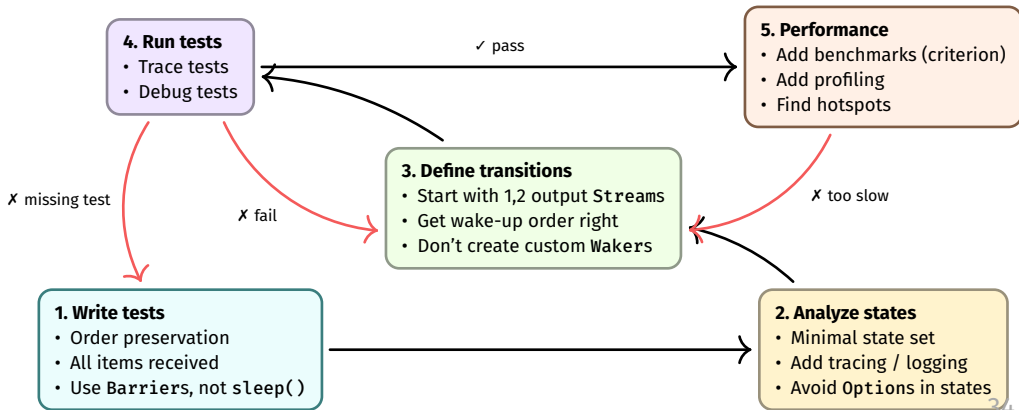 4. Run tests
• Trace tests
• Debug tests
✓ pass
5. Performance
• Add benchmarks (criterion)
• Add profiling
• Find hotspots
3. Define transitions
• Start with 1,2 output Streams
• Get wake-up order right
• Don't create custom Wakers
✗ missing test
✗ fail
✗ too slow
1. Write tests
• Order preservation
• All items received
• Use Barriers, not sleep()
2. Analyze states
• Minimal state set
• Add tracing / logging
• Avoid Options in states